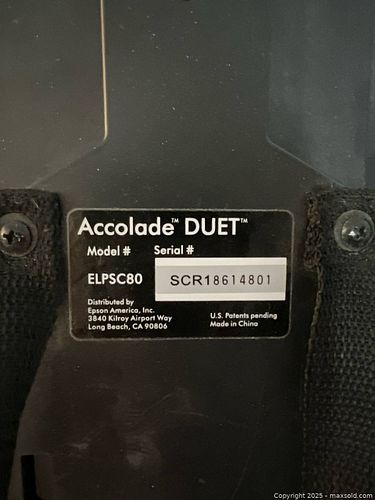 Accolade™ DUET™
Model # Serial #
ELPSC80 SCR18614801
Distributed by
Epson America, Inc.
3840 Kilroy Airport Way
Long Beach, CA 90806
U.S. Patents pending
Made in China
Copyright 2025 - maxsold.com